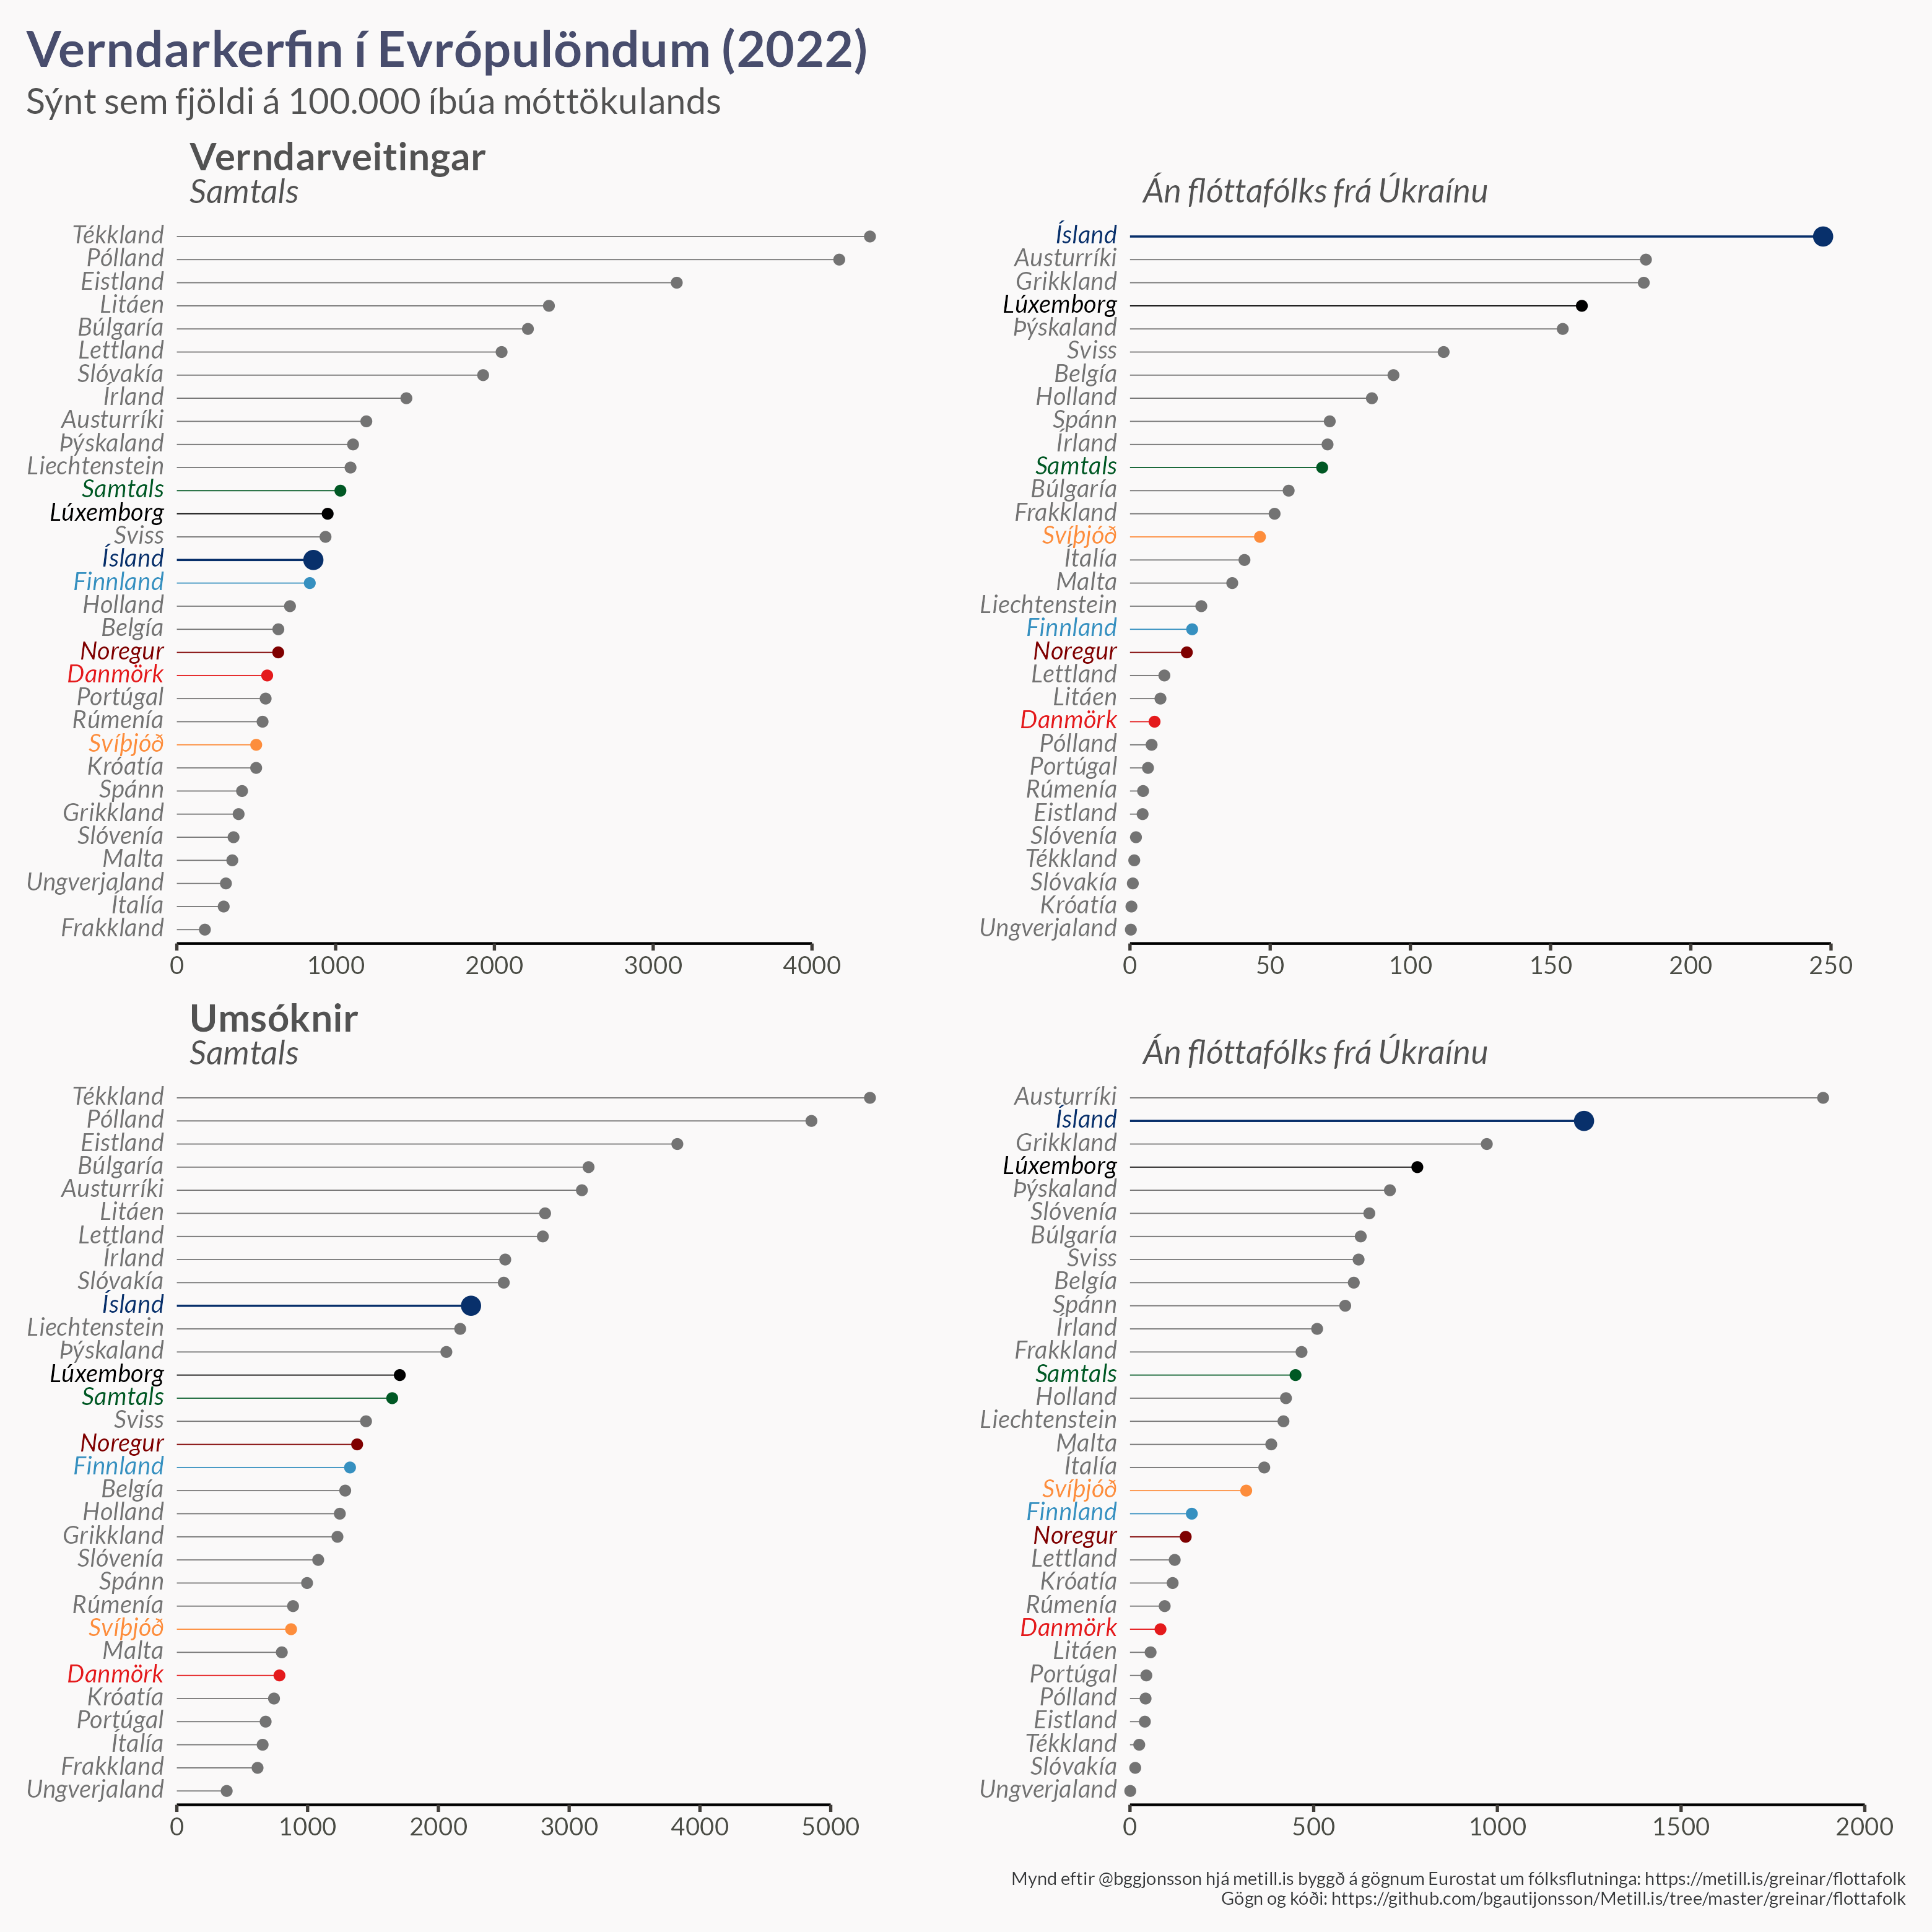 Verndarkerfin í Evrópulöndum (2022)
Sýnt sem fjöldi á 100.000 íbúa móttökulands
Verndarveitingar
Samtals
Tékkland
Pólland
Eistland
Litáen
Búlgaría
Lettland
Slóvakía
Írland
Austurríki
Þýskaland
Liechtenstein
Samtals
Lúxemborg
Sviss
Ísland
Finnland
Holland
Belgía
Noregur
Danmörk
Portúgal
Rúmenía
Svíþjóð
Króatía
Spánn
Grikkland
Slóvenía
Malta
Ungverjaland
Ítalía
Frakkland
0 1000 2000 3000 4000
Án flóttafólks frá Úkraínu
Ísland
Austurríki
Grikkland
Lúxemborg
Þýskaland
Sviss
Belgía
Holland
Spánn
Írland
Samtals
Búlgaría
Frakkland
Svíþjóð
Ítalía
Malta
Liechtenstein
Finnland
Noregur
Lettland
Litáen
Danmörk
Pólland
Portúgal
Rúmenía
Eistland
Slóvenía
Tékkland
Slóvakía
Króatía
Ungverjaland
0 50 100 150 200 250
Umsóknir
Samtals
Tékkland
Pólland
Eistland
Búlgaría
Austurríki
Litáen
Lettland
Írland
Slóvakía
Ísland
Liechtenstein
Þýskaland
Lúxemborg
Samtals
Sviss
Noregur
Finnland
Belgía
Holland
Grikkland
Slóvenía
Spánn
Rúmenía
Svíþjóð
Malta
Danmörk
Króatía
Portúgal
Ítalía
Frakkland
Ungverjaland
0 1000 2000 3000 4000 5000
Án flóttafólks frá Úkraínu
Austurríki
Ísland
Grikkland
Lúxemborg
Þýskaland
Slóvenía
Búlgaría
Sviss
Belgía
Spánn
Írland
Frakkland
Samtals
Holland
Liechtenstein
Malta
Ítalía
Svíþjóð
Finnland
Noregur
Lettland
Króatía
Rúmenía
Danmörk
Litáen
Portúgal
Pólland
Eistland
Tékkland
Slóvakía
Ungverjaland
0 500 1000 1500 2000
Mynd eftir @bggjonsson hjá metill.is byggð á gögnum Eurostat um fólksflutninga: https://metill.is/greinar/flottafolk
Gögn og kóði: https://github.com/bgautijonsson/Metill.is/tree/master/greinar/flottafolk